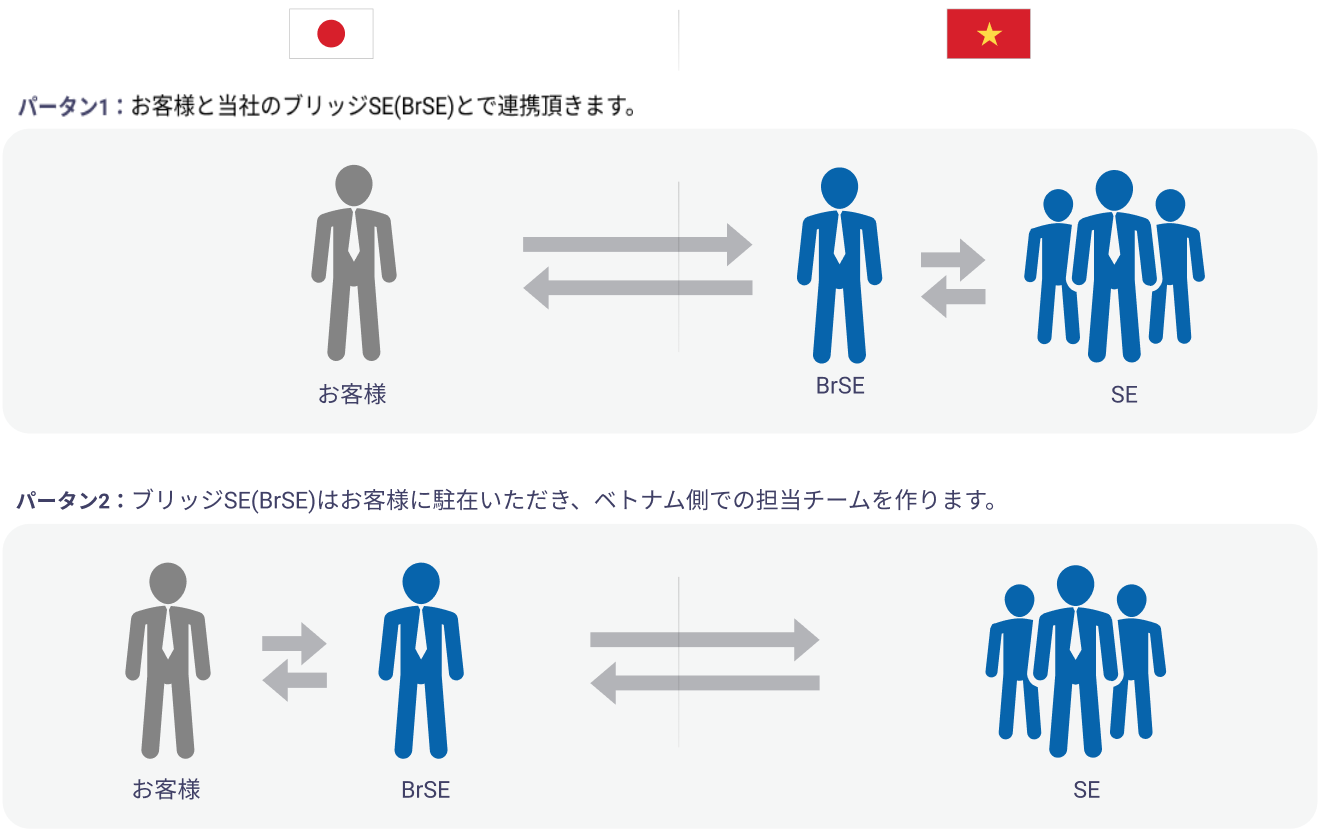 パータン1：お客様と当社のブリッジSE(BrSE)とで連携頂きます。
お客様
BrSE
SE
パータン2：ブリッジSE(BrSE)はお客様に駐在いただき、ベトナム側での担当チームを作ります。
お客様
BrSE
SE